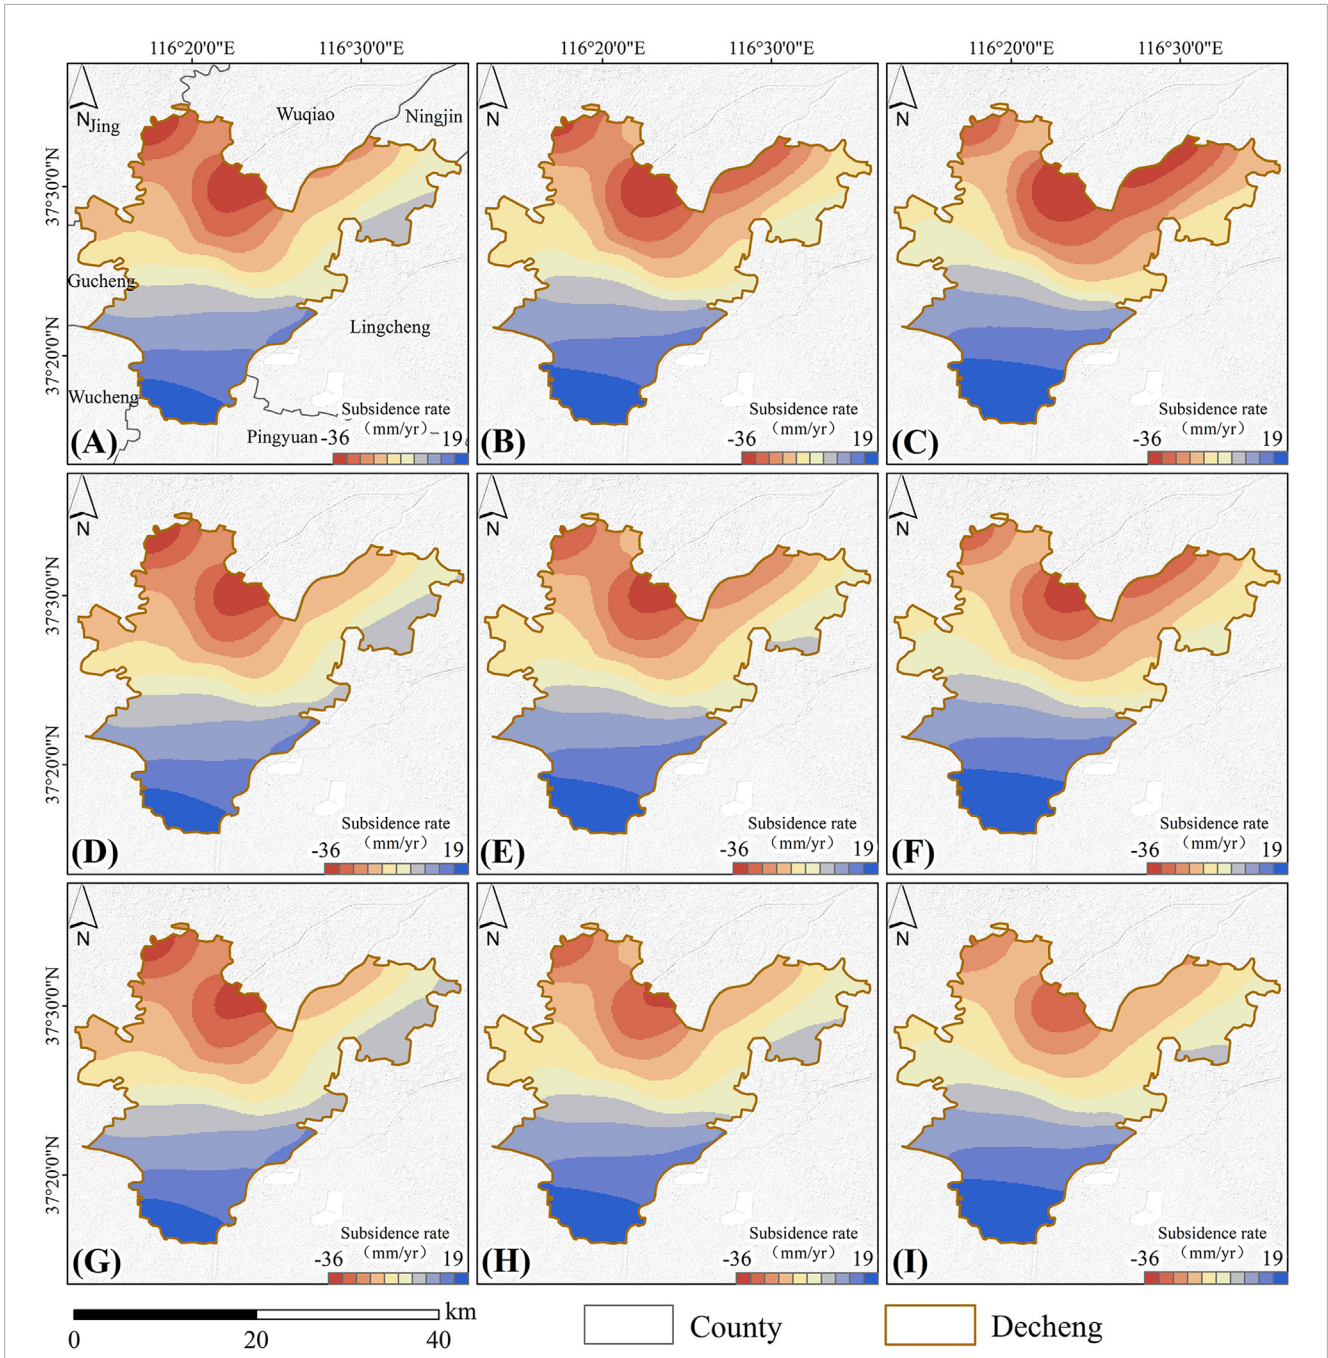 116°20'0"E 116°30'0"E 116°20'0"E 116°30'0"E 116°20'0"E 116°30'0"E
37°30'0"N
37°20'0"N
N
Jing
Wuqiao
Ningjin
Gucheng
Lingcheng
Wucheng
Pingyuan
Subsidence rate
(mm/yr)
-36 19
(A)
N
Subsidence rate
(mm/yr)
-36 19
(B)
N
Subsidence rate
(mm/yr)
-36 19
(C)
37°30'0"N
37°20'0"N
N
Subsidence rate
(mm/yr)
-36 19
(D)
N
Subsidence rate
(mm/yr)
-36 19
(E)
N
Subsidence rate
(mm/yr)
-36 19
(F)
37°30'0"N
37°20'0"N
N
Subsidence rate
(mm/yr)
-36 19
(G)
N
Subsidence rate
(mm/yr)
-36 19
(H)
N
Subsidence rate
(mm/yr)
-36 19
(I)
km
0 20 40
County
Decheng